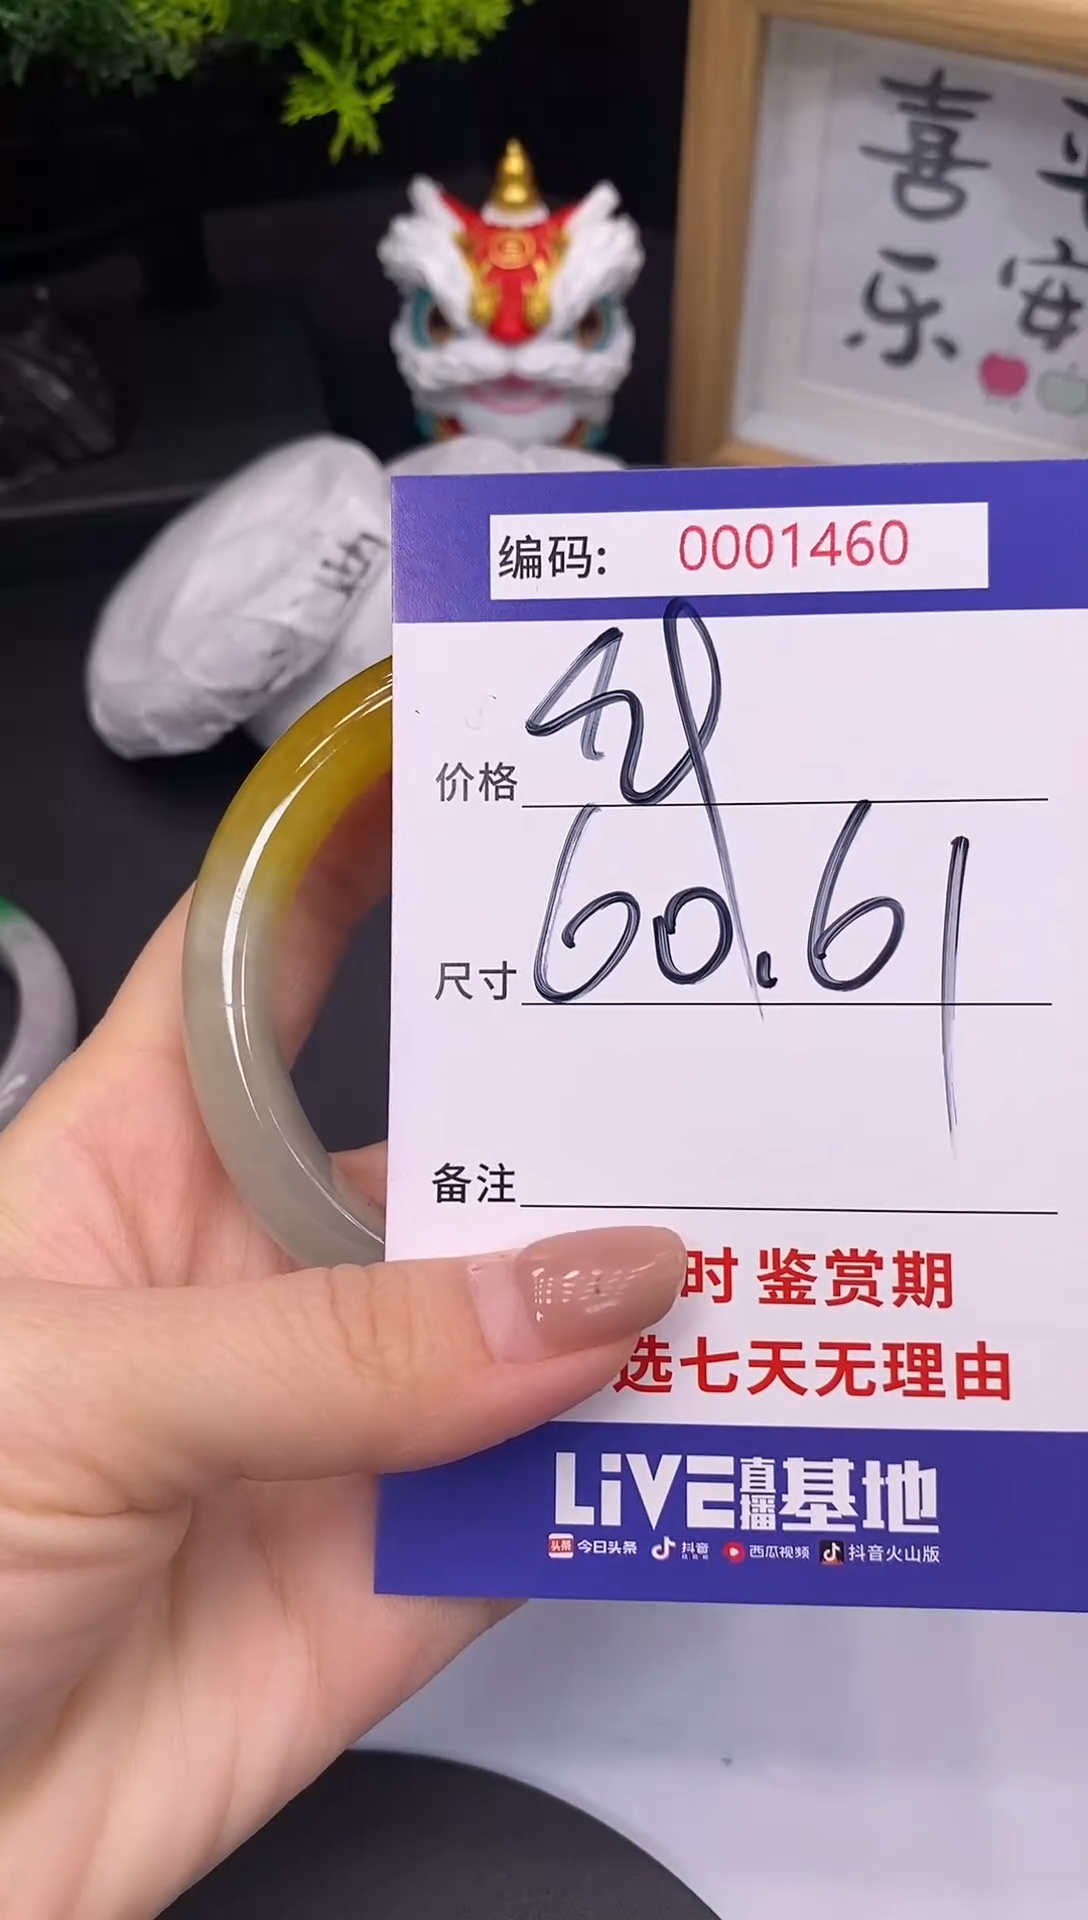 喜 平
乐 安
编码: 0001460
价格
尺寸 60.61
备注
时 鉴赏期
选七天无理由
LiVE直播基地
头条 今日头条 抖音 西瓜视频 抖音火山版